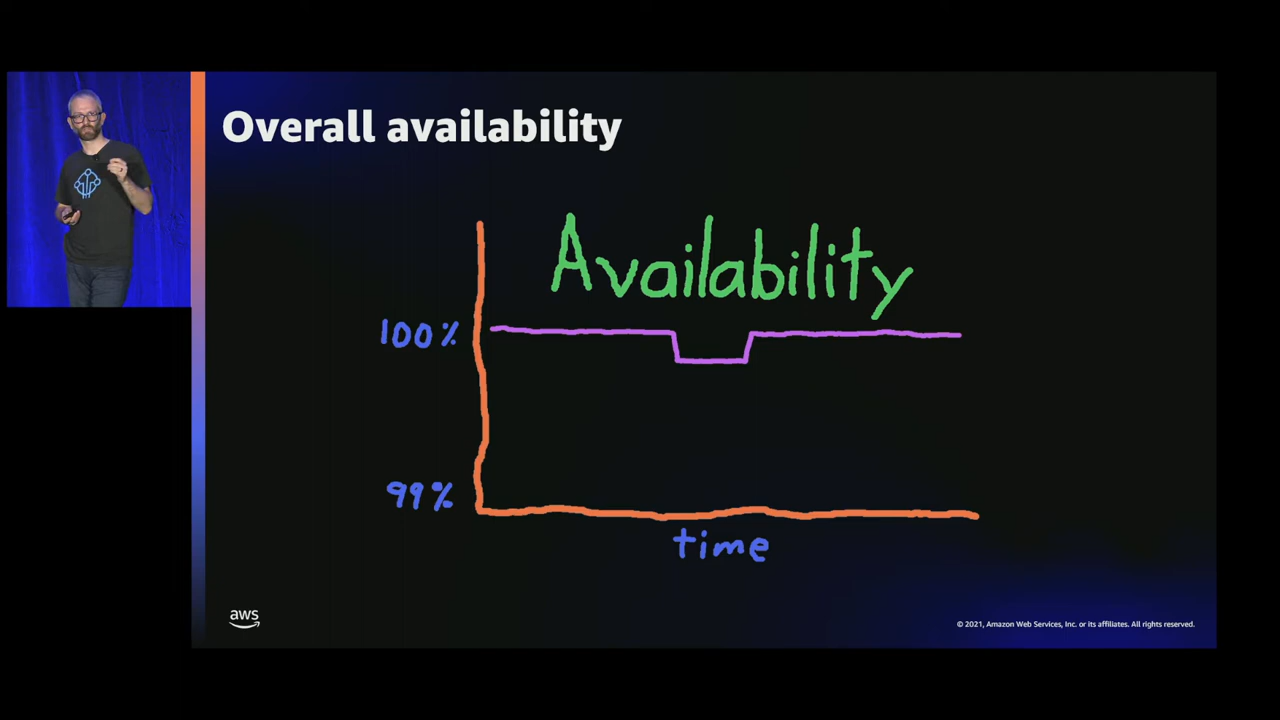 Overall availability
Availability
100%
99%
time
aws
© 2021, Amazon Web Services, Inc. or its affiliates. All rights reserved.